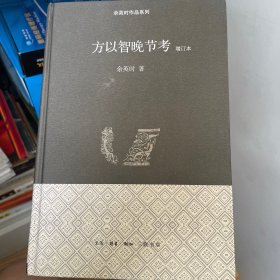 余英时作品系列
方以智晚节考 增订本
余英时 著
生活·读书·新知 三联书店